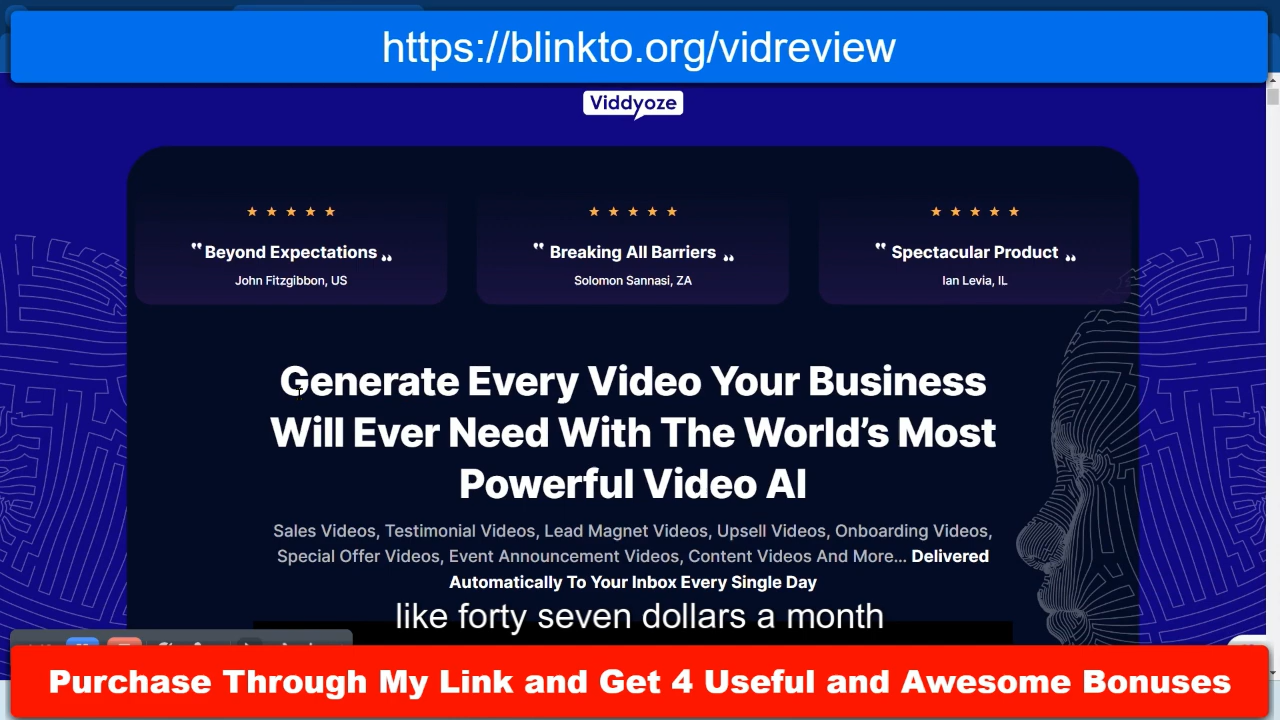 https://blinkto.org/vidreview
Viddyoze
★ ★ ★ ★ ★
★ ★ ★ ★ ★
★ ★ ★ ★ ★
"Beyond Expectations„
John Fitzgibbon, US
" Breaking All Barriers „
Solomon Sannasi, ZA
" Spectacular Product „
Ian Levia, IL
Generate Every Video Your Business
Will Ever Need With The World's Most
Powerful Video AI
Sales Videos, Testimonial Videos, Lead Magnet Videos, Upsell Videos, Onboarding Videos,
Special Offer Videos, Event Announcement Videos, Content Videos And More... Delivered
Automatically To Your Inbox Every Single Day
like forty seven dollars a month
Purchase Through My Link and Get 4 Useful and Awesome Bonuses